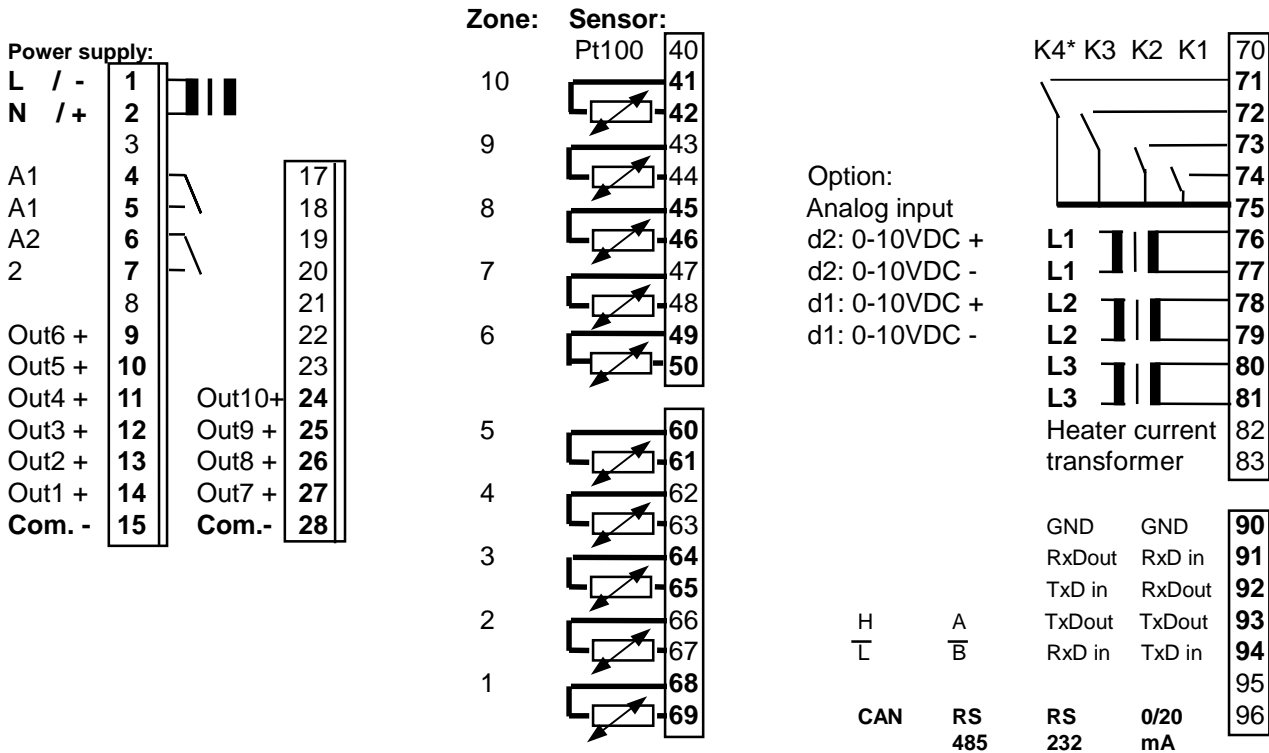 Zone: Sensor:
Power supply: Pt100 40 K4* K3 K2 K1 70
L / - 1 10 41 71
N / + 2 42 72
3 9 43 73
A1 4 17 44 Option: 74
A1 5 18 8 45 Analog input 75
A2 6 19 46 d2: 0-10VDC + L1 76
2 7 20 7 47 d2: 0-10VDC - L1 77
8 21 48 d1: 0-10VDC + L2 78
Out6 + 9 22 6 49 d1: 0-10VDC - L2 79
Out5 + 10 23 50 L3 80
Out4 + 11 Out10+ 24 L3 81
Out3 + 12 Out9 + 25 5 60 Heater current 82
Out2 + 13 Out8 + 26 61 transformer 83
Out1 + 14 Out7 + 27 4 62
Com. - 15 Com.- 28 63 GND GND 90
3 64 RxDout RxD in 91
65 TxD in RxDout 92
2 66 H A TxDout TxDout 93
67 L B RxD in TxD in 94
1 68 95
69 CAN RS RS 0/20 96
485 232 mA